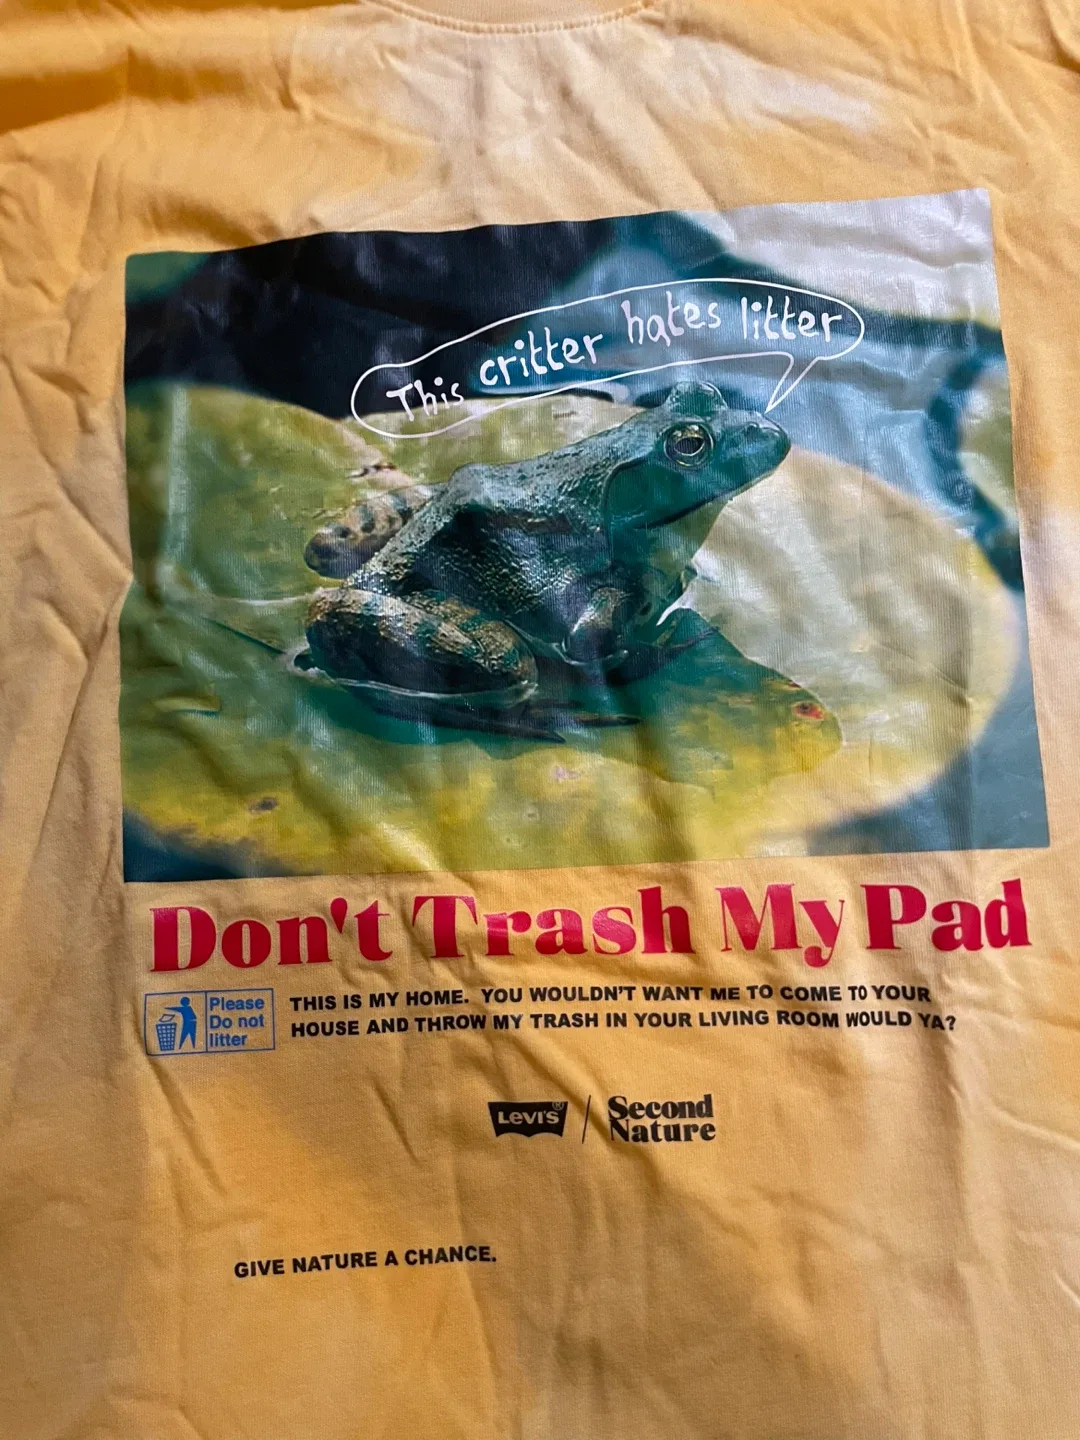 This critter hates litter
Don't Trash My Pad
Please
Do not
litter
THIS IS MY HOME. YOU WOULDN'T WANT ME TO COME TO YOUR
HOUSE AND THROW MY TRASH IN YOUR LIVING ROOM WOULD YA?
LEVI'S®
Second
Nature
GIVE NATURE A CHANCE.